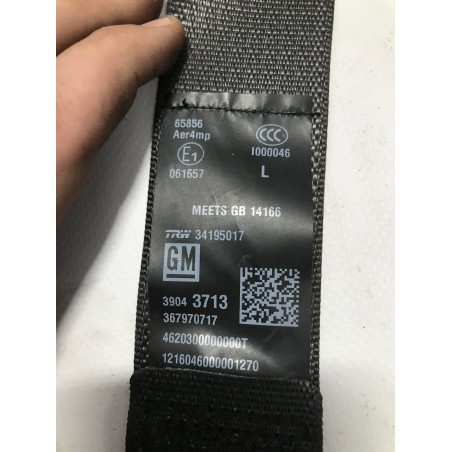 65856
Aer4mp
E1
061657
CCC
I000046
L
MEETS GB 14166
TRW 34195017
GM
3904 3713
367970717
4620300000000T
1216046000001270